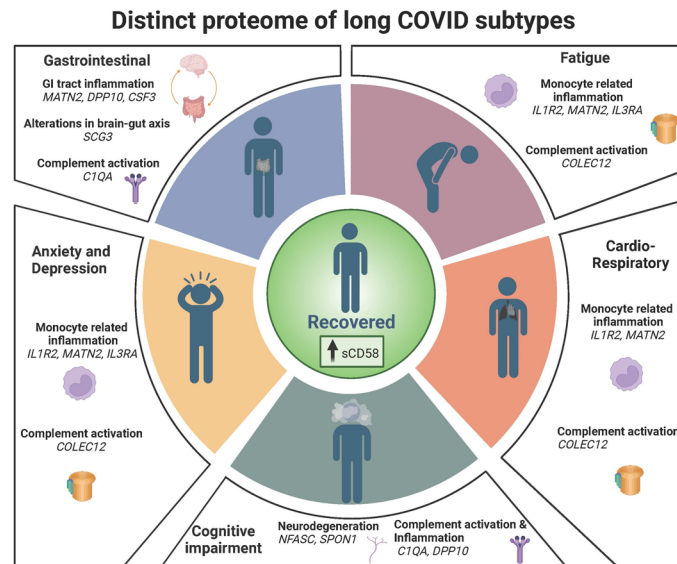 Distinct proteome of long COVID subtypes
Gastrointestinal
GI tract inflammation
MATN2, DPP10, CSF3
Alterations in brain-gut axis
SCG3
Complement activation
C1QA
Fatigue
Monocyte related
inflammation
IL1R2, MATN2, IL3RA
Complement activation
COLEC12
Anxiety and
Depression
Monocyte related
inflammation
IL1R2, MATN2, IL3RA
Complement activation
COLEC12
Recovered
sCD58
Cardio-
Respiratory
Monocyte related
inflammation
IL1R2, MATN2
Complement activation
COLEC12
Cognitive
impairment
Neurodegeneration
NFASC, SPON1
Complement activation &
Inflammation
C1QA, DPP10